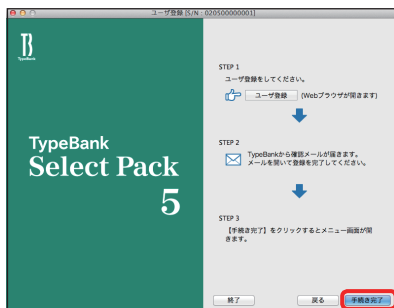 ユーザ登録 [S/N : 020500000001]
TB
TypeBank
TypeBank
Select Pack
5
STEP 1
ユーザ登録をしてください。
ユーザ登録 (Webブラウザが開きます)
STEP 2
TypeBankから確認メールが届きます。
メールを開いて登録を完了してください。
STEP 3
【手続き完了】をクリックするとメニュー画面が開
きます。
終了 戻る 手続き完了